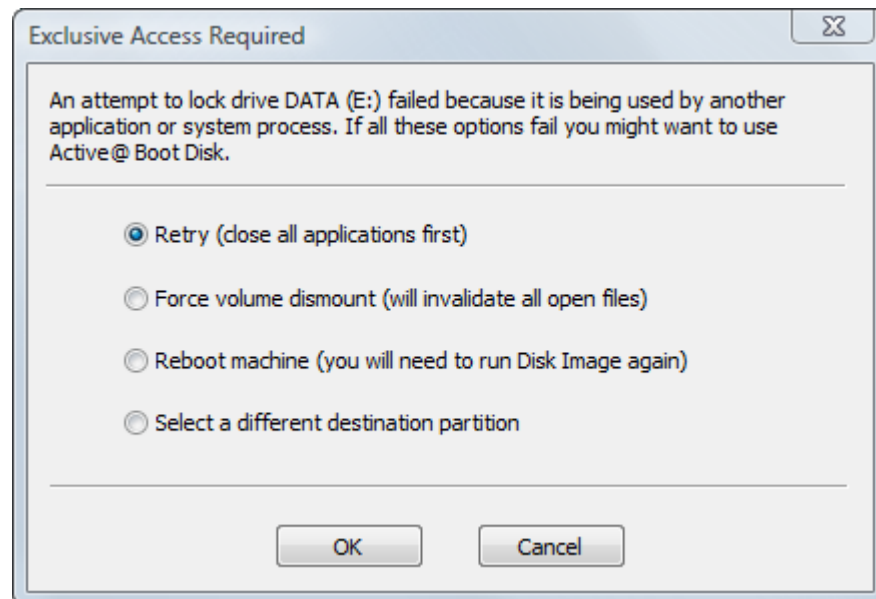 Exclusive Access Required
An attempt to lock drive DATA (E:) failed because it is being used by another
application or system process. If all these options fail you might want to use
Active@ Boot Disk.
Retry (close all applications first)
Force volume dismount (will invalidate all open files)
Reboot machine (you will need to run Disk Image again)
Select a different destination partition
OK Cancel